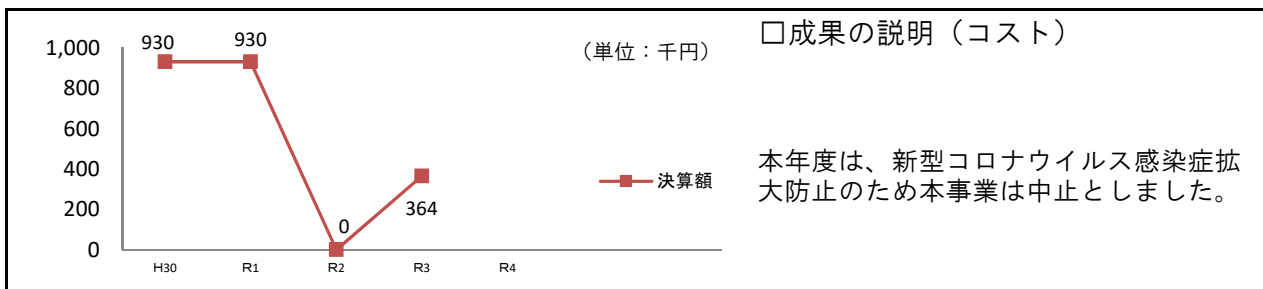 930
930
1,000
800
600
400
200
0
0
364
H30
R1
R2
R3
R4
（単位：千円）
決算額
□成果の説明（コスト）
本年度は、新型コロナウイルス感染症拡
大防止のため本事業は中止としました。